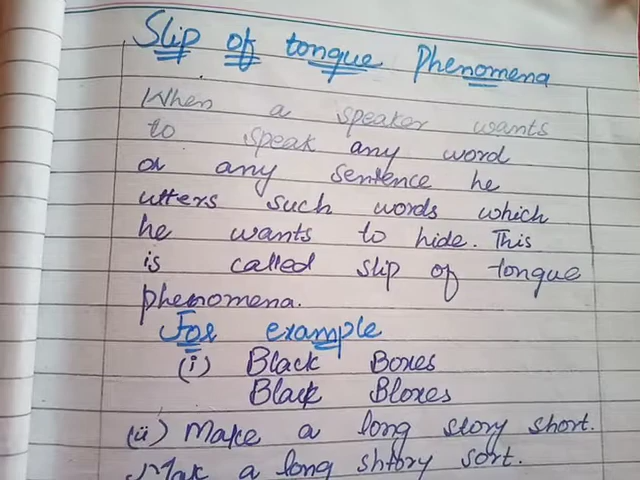 Slip of tongue Phenomena
When a speaker wants
to speak any word
or any sentence he
utters such words which
he wants to hide. This
is called slip of tongue
phenomena.
For example
(i) Black Boxes
Black Bloxes
(ii) Make a long story short.
Mak a long shtory sort.